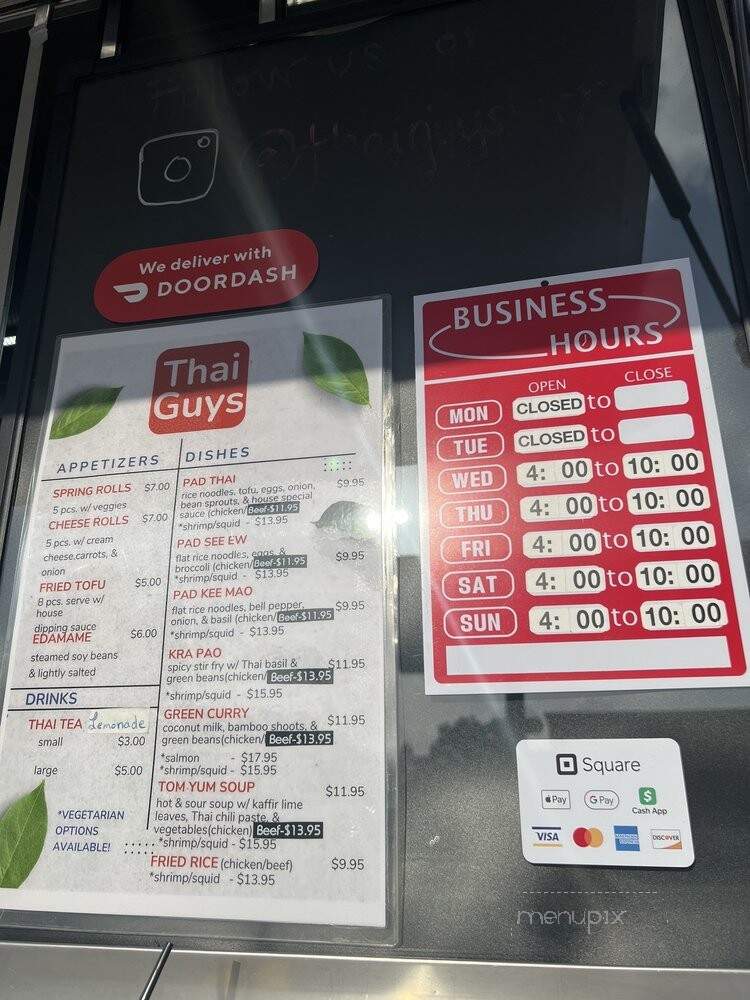 Follow us on
We deliver with
DOORDASH
Thai
Guys
APPETIZERS
SPRING ROLLS $7.00
5 pcs. w/ veggies
CHEESE ROLLS $7.00
5 pcs. w/ cream
cheese,carrots, &
onion
FRIED TOFU $5.00
8 pcs. serve w/
house
dipping sauce
EDAMAME $6.00
steamed soy beans
& lightly salted
DRINKS
THAI TEA Lemonade
small $3.00
large $5.00
*VEGETARIAN
OPTIONS
AVAILABLE!
DISHES
PAD THAI $9.95
rice noodles, tofu, eggs, onion,
bean sprouts, & house special
sauce (chicken/Beef-$11.95
*shrimp/squid - $13.95
PAD SEE EW
flat rice noodles, eggs, & $9.95
broccoli (chicken/Beef-$11.95
*shrimp/squid - $13.95
PAD KEE MAO
flat rice noodles, bell pepper, $9.95
onion, & basil (chicken/Beef-$11.95
*shrimp/squid - $13.95
KRA PAO
spicy stir fry w/ Thai basil & $11.95
green beans(chicken/Beef-$13.95
*shrimp/squid - $15.95
GREEN CURRY $11.95
coconut milk, bamboo shoots, &
green beans(chicken/Beef-$13.95
*salmon - $17.95
*shrimp/squid - $15.95
TOM YUM SOUP $11.95
hot & sour soup w/ kaffir lime
leaves, Thai chili paste, &
vegetables(chicken)Beef-$13.95
*shrimp/squid - $15.95
FRIED RICE (chicken/beef) $9.95
*shrimp/squid - $13.95
BUSINESS
HOURS
OPEN CLOSE
MON CLOSED to
TUE CLOSED to
WED 4: 00 to 10: 00
THU 4: 00 to 10: 00
FRI 4: 00 to 10: 00
SAT 4: 00 to 10: 00
SUN 4: 00 to 10: 00
Square
Pay G Pay Cash App
VISA DISCOVER
menupix